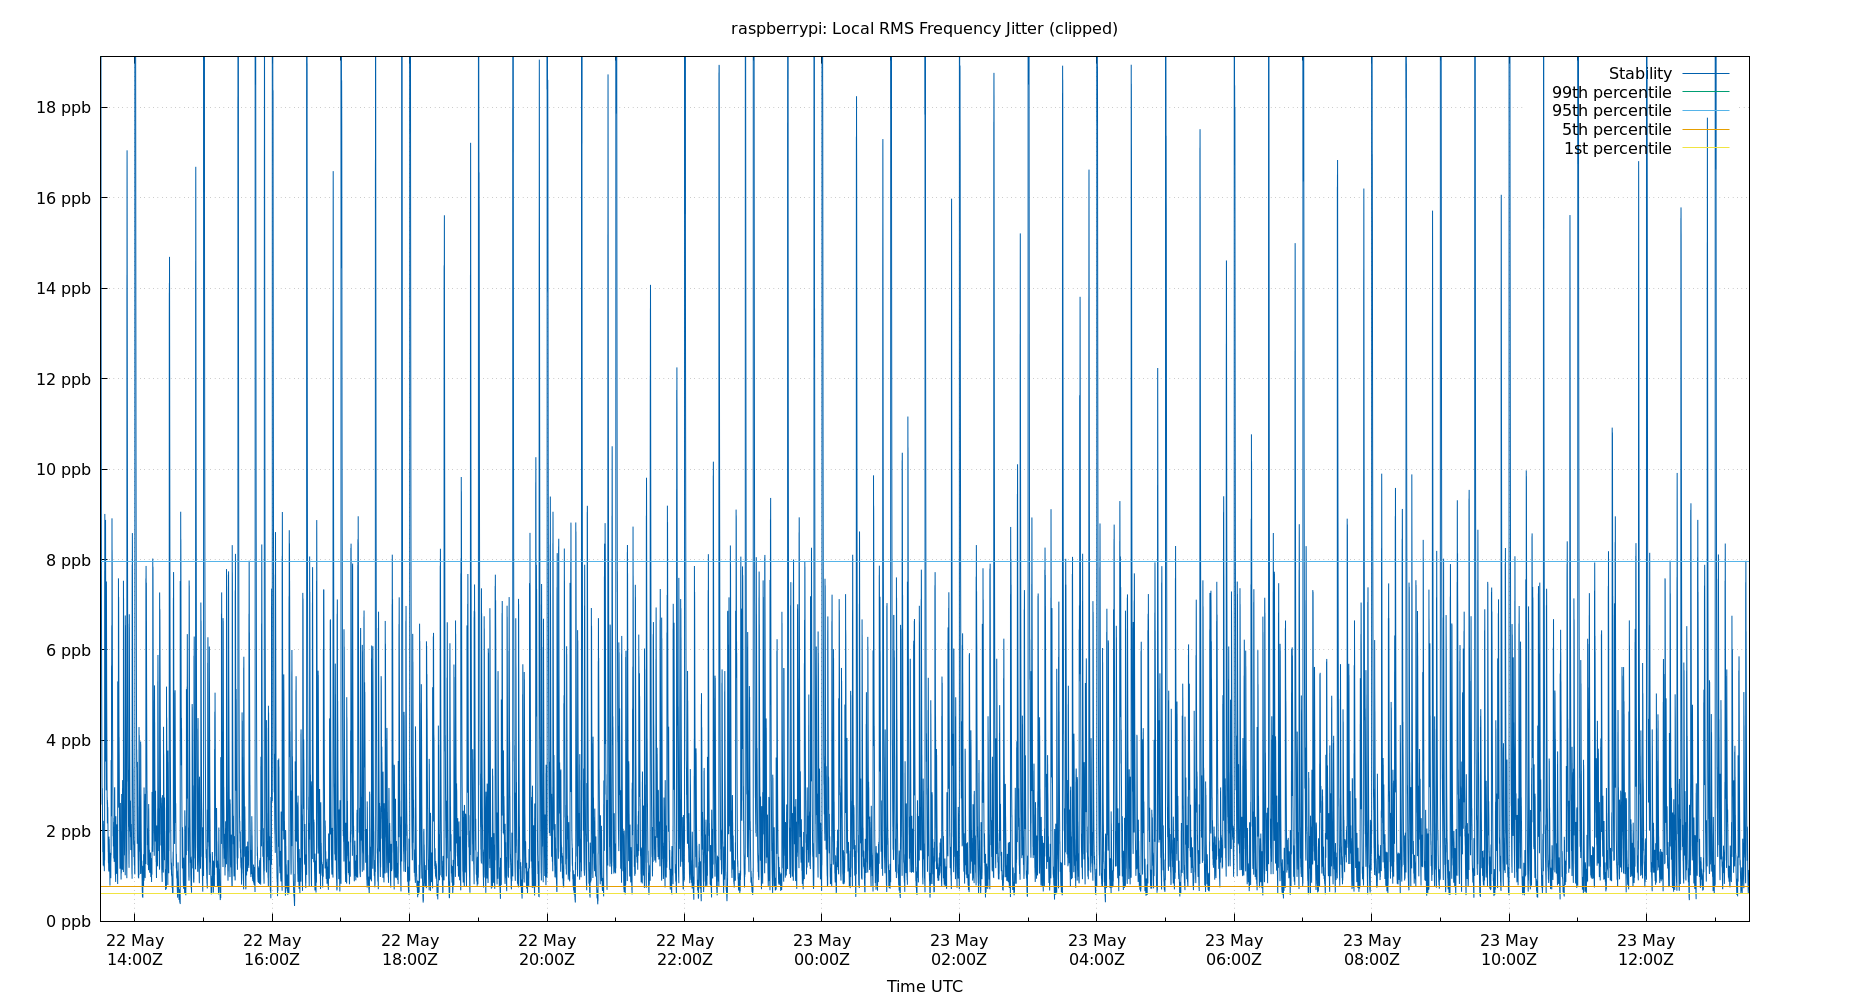 raspberrypi: Local RMS Frequency Jitter (clipped)
Stability
99th percentile
95th percentile
5th percentile
1st percentile
18 ppb
16 ppb
14 ppb
12 ppb
10 ppb
8 ppb
6 ppb
4 ppb
2 ppb
0 ppb
22 May 22 May 22 May 22 May 22 May 23 May 23 May 23 May 23 May 23 May 23 May 23 May
14:00Z 16:00Z 18:00Z 20:00Z 22:00Z 00:00Z 02:00Z 04:00Z 06:00Z 08:00Z 10:00Z 12:00Z
Time UTC